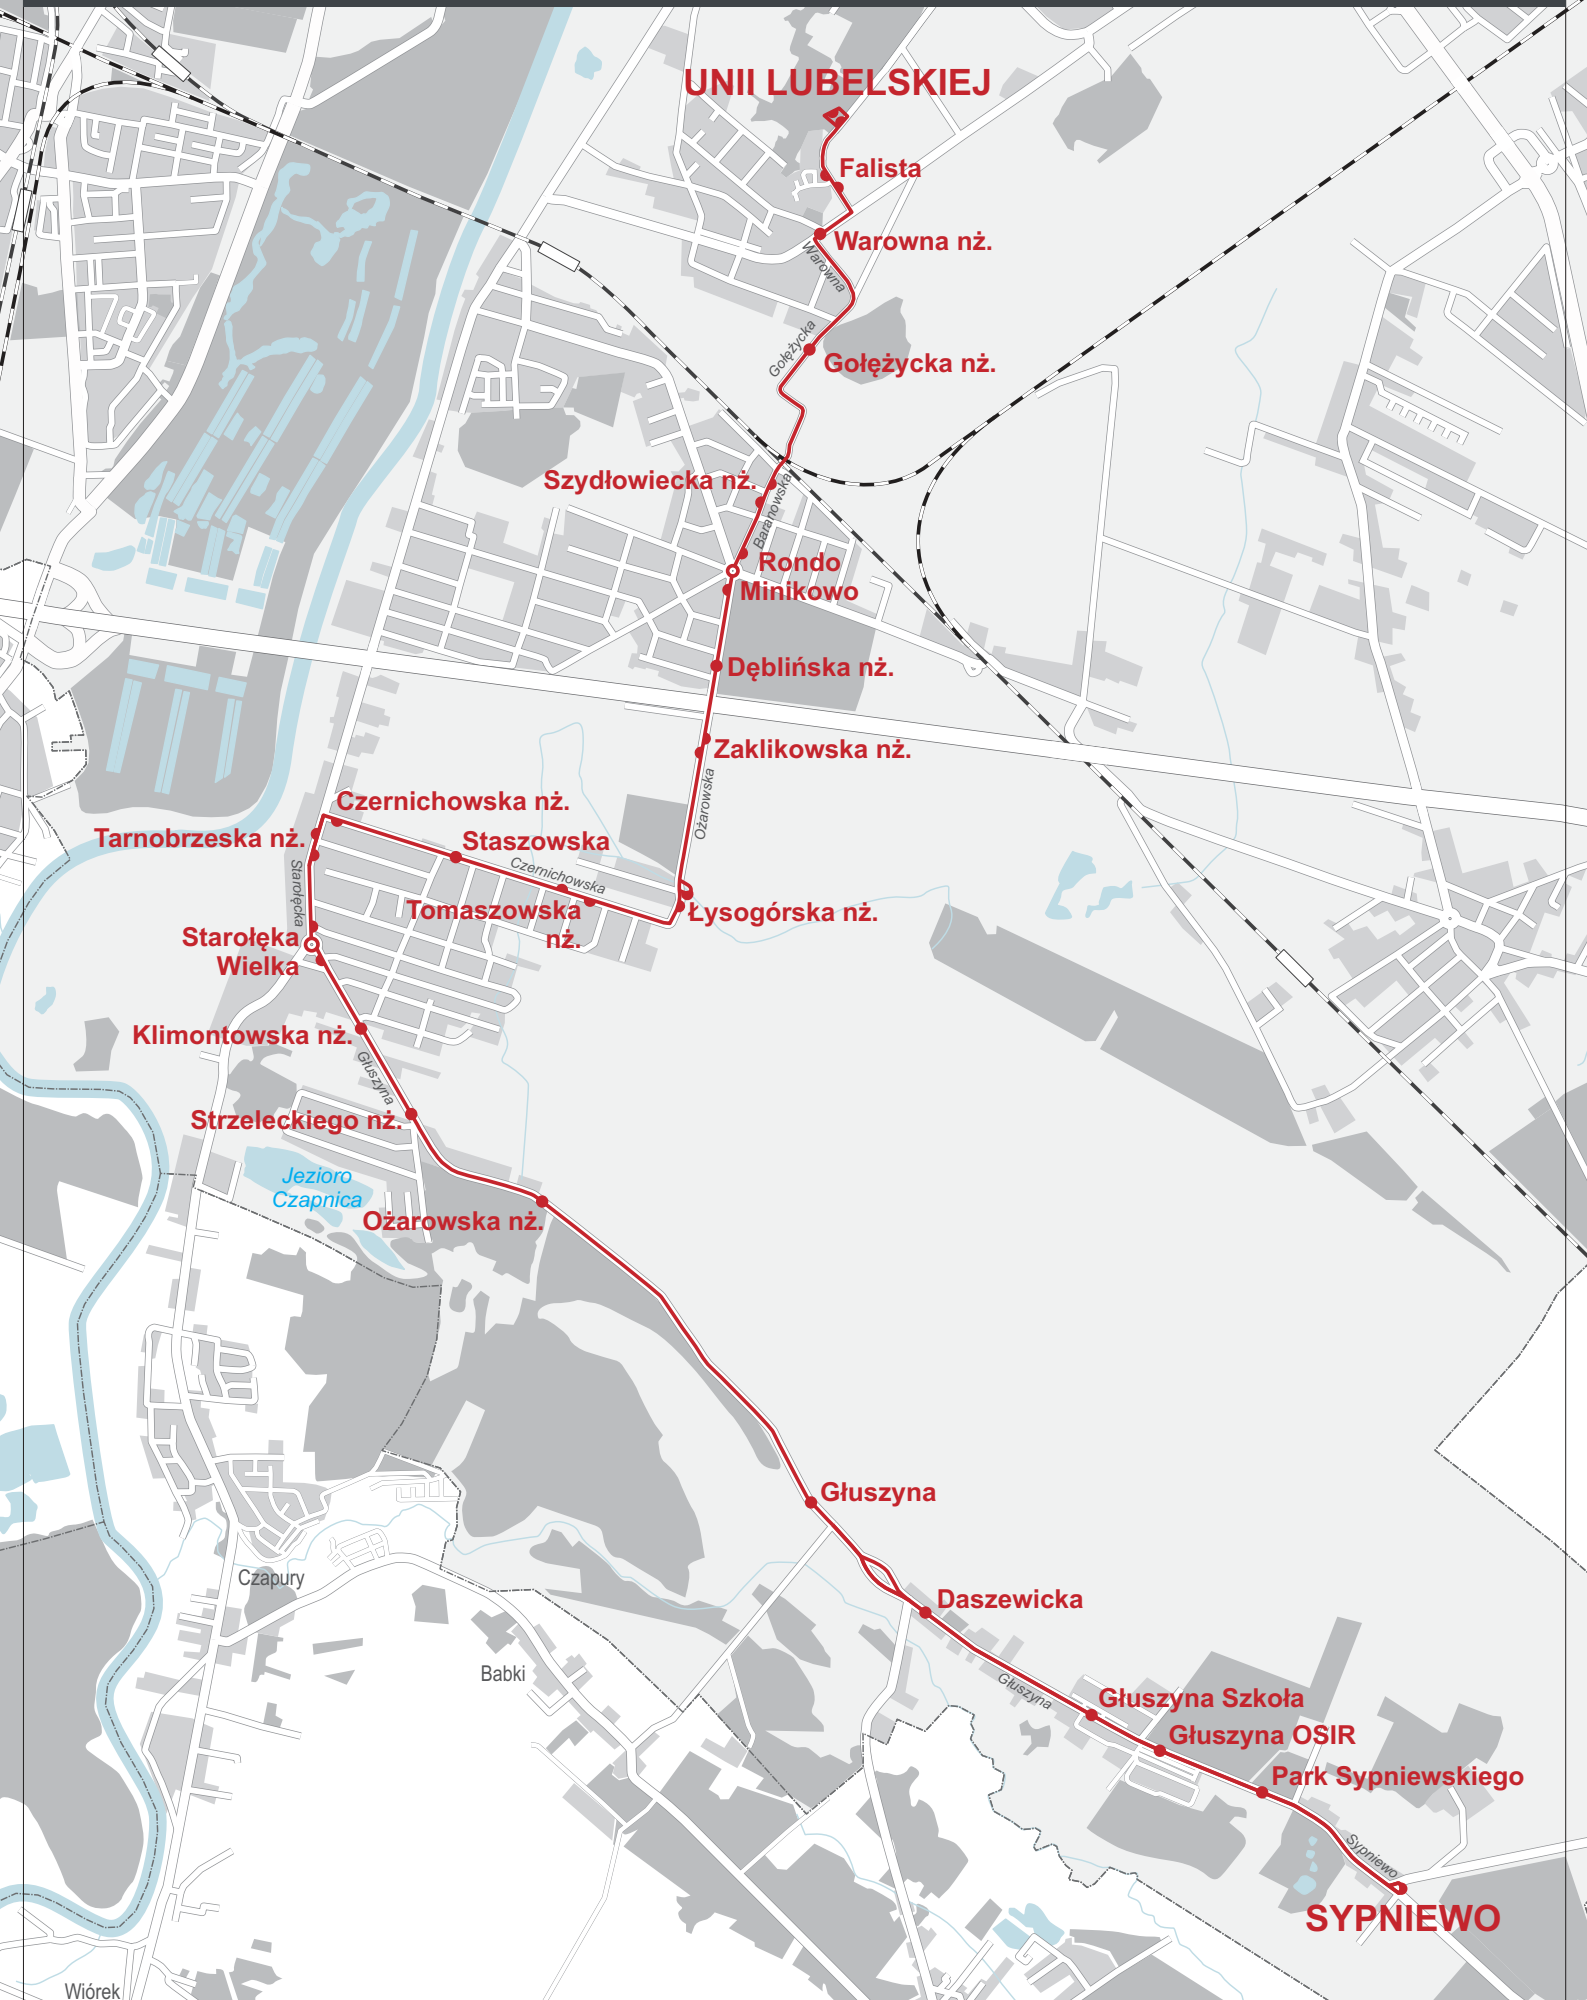 UNII LUBELSKIEJ
Falista
Warowna nż.
Warowna
Gołężycka
Gołężycka nż.
Szydłowiecka nż.
Baranowska
Rondo
Minikowo
Dęblińska nż.
Zaklikowska nż.
Ożarowska
Czernichowska nż.
Tarnobrzeska nż.
Staszowska
Czernichowska
Starołęcka
Tomaszowska
nż.
Łysogórska nż.
Starołęka
Wielka
Klimontowska nż.
Głuszyna
Strzeleckiego nż.
Jezioro
Czapnica
Ożarowska nż.
Głuszyna
Czapury
Daszewicka
Babki
Głuszyna
Głuszyna Szkoła
Głuszyna OSIR
Park Sypniewskiego
Sypniewo
SYPNIEWO
Wiórek